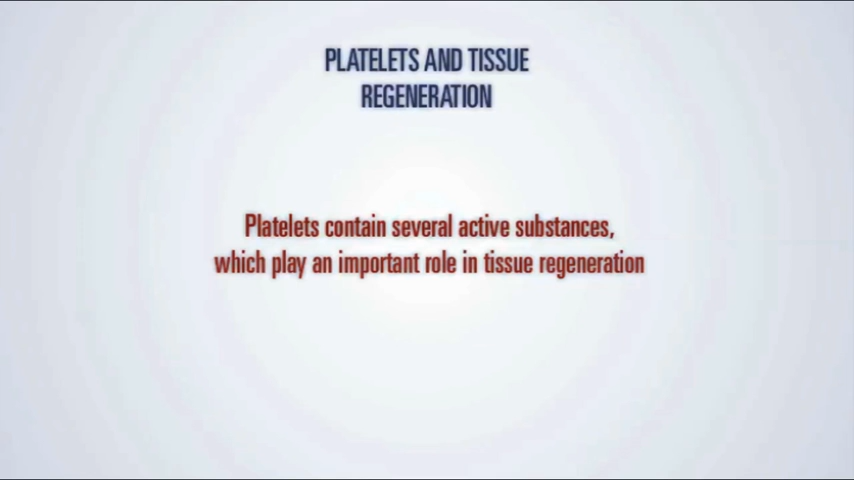 PLATELETS AND TISSUE
REGENERATION
Platelets contain several active substances,
which play an important role in tissue regeneration